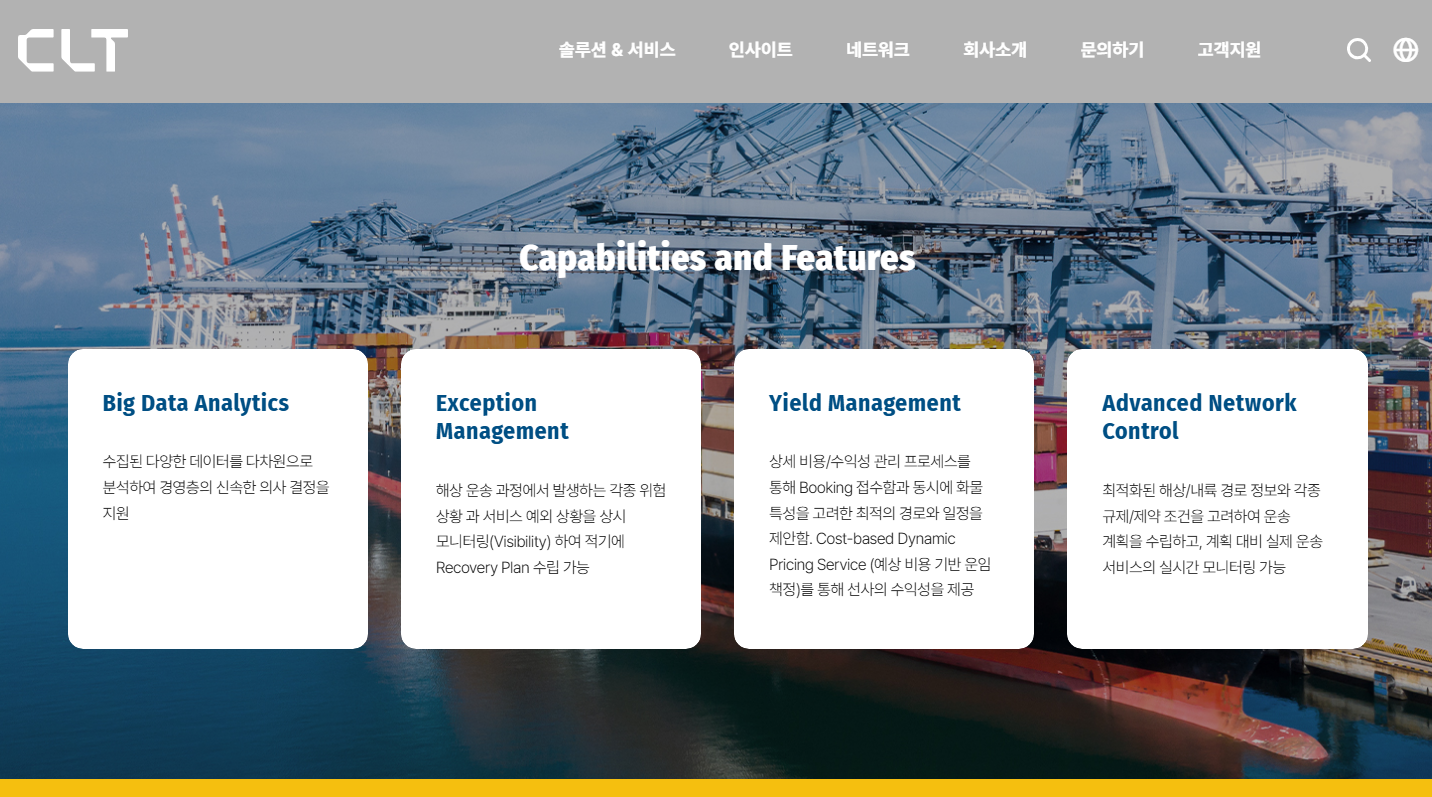 CLT
솔루션 & 서비스
인사이트
네트워크
회사소개
문의하기
고객지원
Capabilities and Features
Big Data Analytics
수집된 다양한 데이터를 다차원으로
분석하여 경영층의 신속한 의사 결정을
지원
Exception
Management
해상 운송 과정에서 발생하는 각종 위험
상황 과 서비스 예외 상황을 상시
모니터링(Visibility) 하여 적기에
Recovery Plan 수립 가능
Yield Management
상세 비용/수익성 관리 프로세스를
통해 Booking 접수함과 동시에 화물
특성을 고려한 최적의 경로와 일정을
제안함. Cost-based Dynamic
Pricing Service (예상 비용 기반 운임
책정)를 통해 선사의 수익성을 제공
Advanced Network
Control
최적화된 해상/내륙 경로 정보와 각종
규제/제약 조건을 고려하여 운송
계획을 수립하고, 계획 대비 실제 운송
서비스의 실시간 모니터링 가능